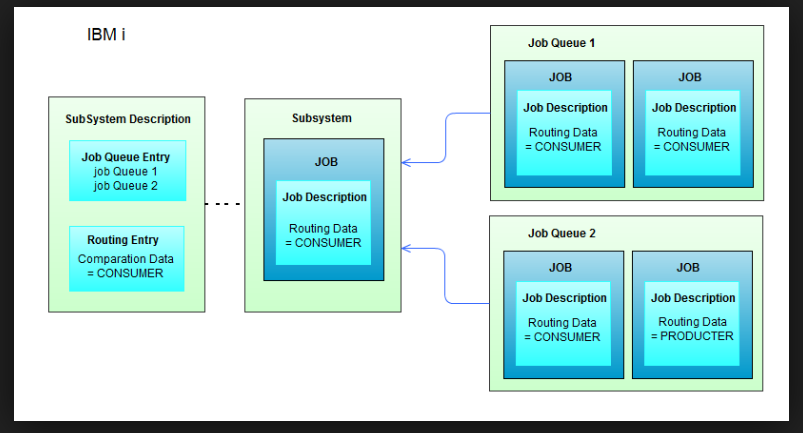 IBM i
SubSystem Description
Job Queue Entry
job Queue 1
job Queue 2
Routing Entry
Comparation Data
= CONSUMER
Subsystem
JOB
Job Description
Routing Data
= CONSUMER
Job Queue 1
JOB
Job Description
Routing Data
= CONSUMER
JOB
Job Description
Routing Data
= CONSUMER
Job Queue 2
JOB
Job Description
Routing Data
= CONSUMER
JOB
Job Description
Routing Data
= PRODUCTER